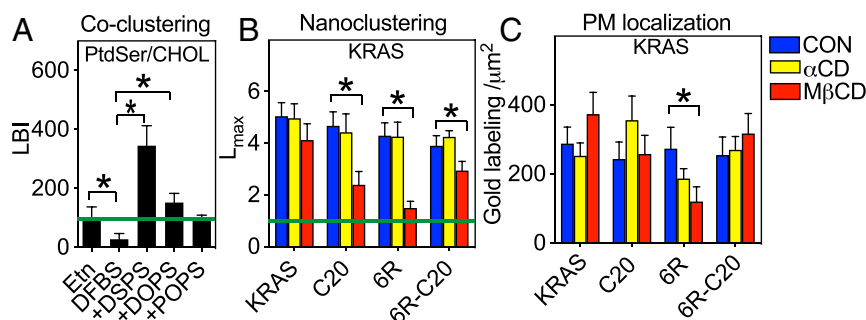 A Co-clustering
PtdSer/CHOL
LBI
600
400
200
0
Etn
DFBS
+DSPS
+DOPS
+POPS
*
*
*
B Nanoclustering
KRAS
Lmax
6
4
2
0
KRAS
C20
6R
6R-C20
*
*
*
C PM localization
KRAS
Gold labeling /μm2
400
200
0
KRAS
C20
6R
6R-C20
*
CON
αCD
MβCD